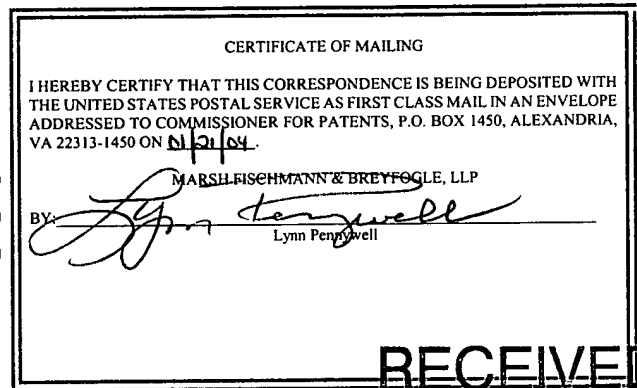 CERTIFICATE OF MAILING
I HEREBY CERTIFY THAT THIS CORRESPONDENCE IS BEING DEPOSITED WITH
THE UNITED STATES POSTAL SERVICE AS FIRST CLASS MAIL IN AN ENVELOPE
ADDRESSED TO COMMISSIONER FOR PATENTS, P.O. BOX 1450, ALEXANDRIA,
VA 22313-1450 ON 01/21/04.
MARSH FISCHMANN & BREYFOGLE, LLP
BY: Lynn Pennywell
Lynn Pennywell
RECEIVE